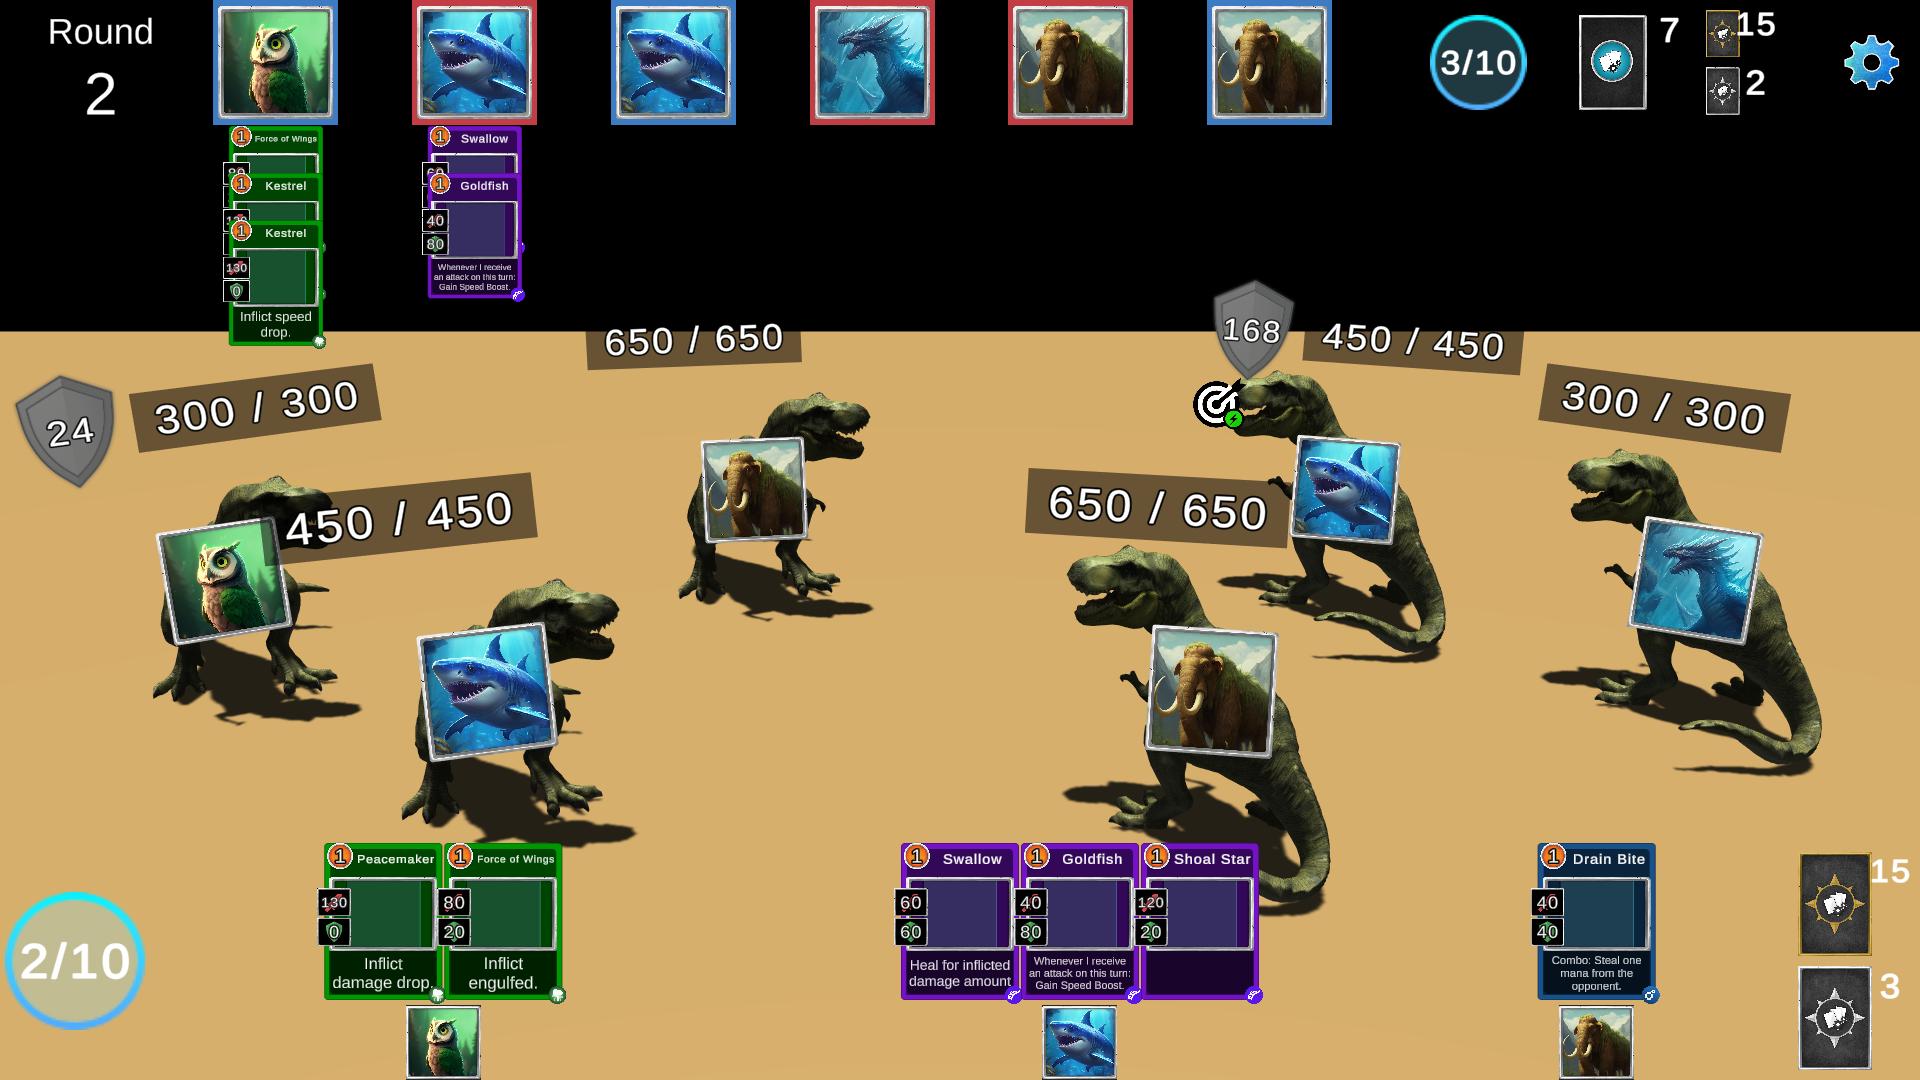 Round
2
3/10
7
15
2
1 Force of Wings
80
1 Kestrel
130
1 Kestrel
130
0
Inflict speed
drop.
1 Swallow
60
1 Goldfish
40
80
Whenever I receive
an attack on this turn:
Gain Speed Boost.
24
300 / 300
450 / 450
650 / 650
168
450 / 450
650 / 650
300 / 300
2/10
1 Peacemaker
130
0
Inflict
damage drop.
1 Force of Wings
80
20
Inflict
engulfed.
1 Swallow
60
60
Heal for inflicted
damage amount
1 Goldfish
40
80
Whenever I receive
an attack on this turn:
Gain Speed Boost.
1 Shoal Star
120
20
1 Drain Bite
40
40
Combo: Steal one
mana from the
opponent.
15
3